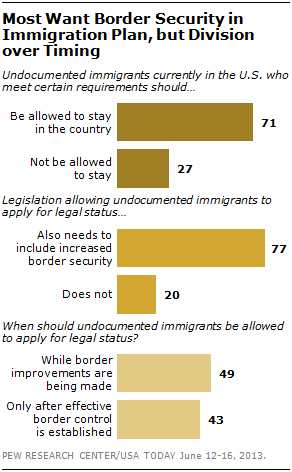 Most Want Border Security in
Immigration Plan, but Division
over Timing
Undocumented immigrants currently in the U.S. who
meet certain requirements should…
Be allowed to stay
in the country
71
Not be allowed
to stay
27
Legislation allowing undocumented immigrants to
apply for legal status…
Also needs to
include increased
border security
77
Does not
20
When should undocumented immigrants be allowed
to apply for legal status?
While border
improvements are
being made
49
Only after effective
border control
is established
43
PEW RESEARCH CENTER/USA TODAY June 12-16, 2013.